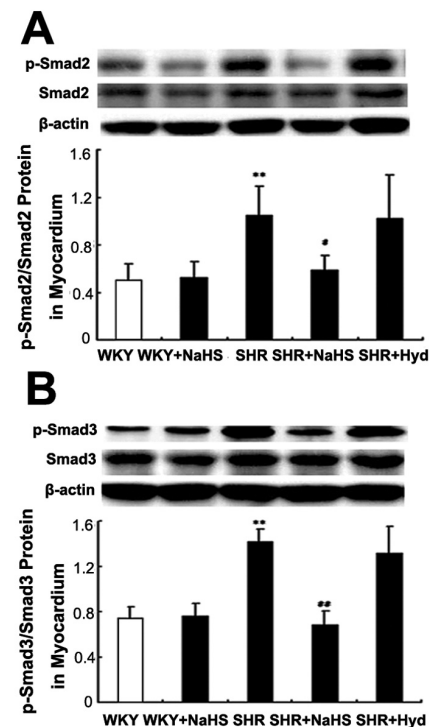 A
p-Smad2
Smad2
β-actin
p-Smad2/Smad2 Protein
in Myocardium
1.6
1.2
0.8
0.4
0
**
#
WKY WKY+NaHS SHR SHR+NaHS SHR+Hyd
B
p-Smad3
Smad3
β-actin
p-Smad3/Smad3 Protein
in Myocardium
1.6
1.2
0.8
0.4
0
**
##
WKY WKY+NaHS SHR SHR+NaHS SHR+Hyd